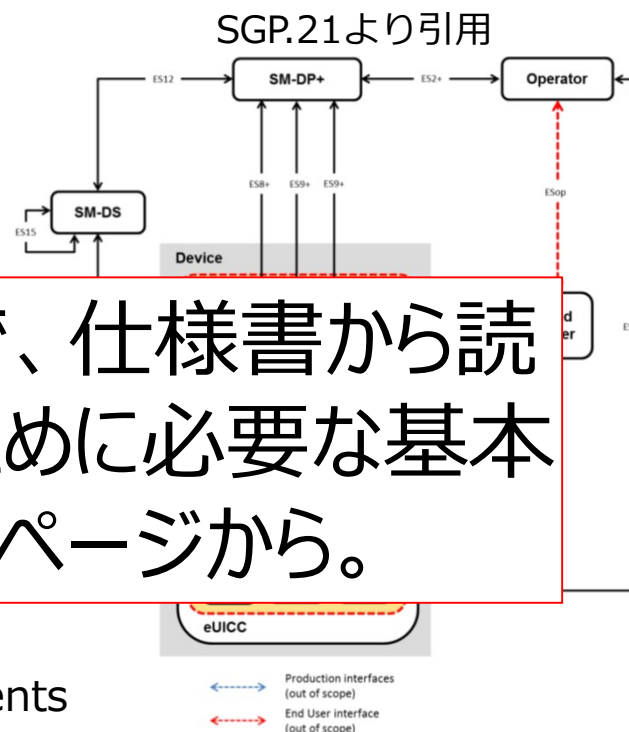 SGP.21より引用
ES12
SM-DP+
ES2+
Operator
ES8+
ES9+
ES9+
ESop
SM-DS
ES15
Device
、仕様書から読
めに必要な基本
ページから。
eUICC
Production interfaces
(out of scope)
End User interface
(out of scope)